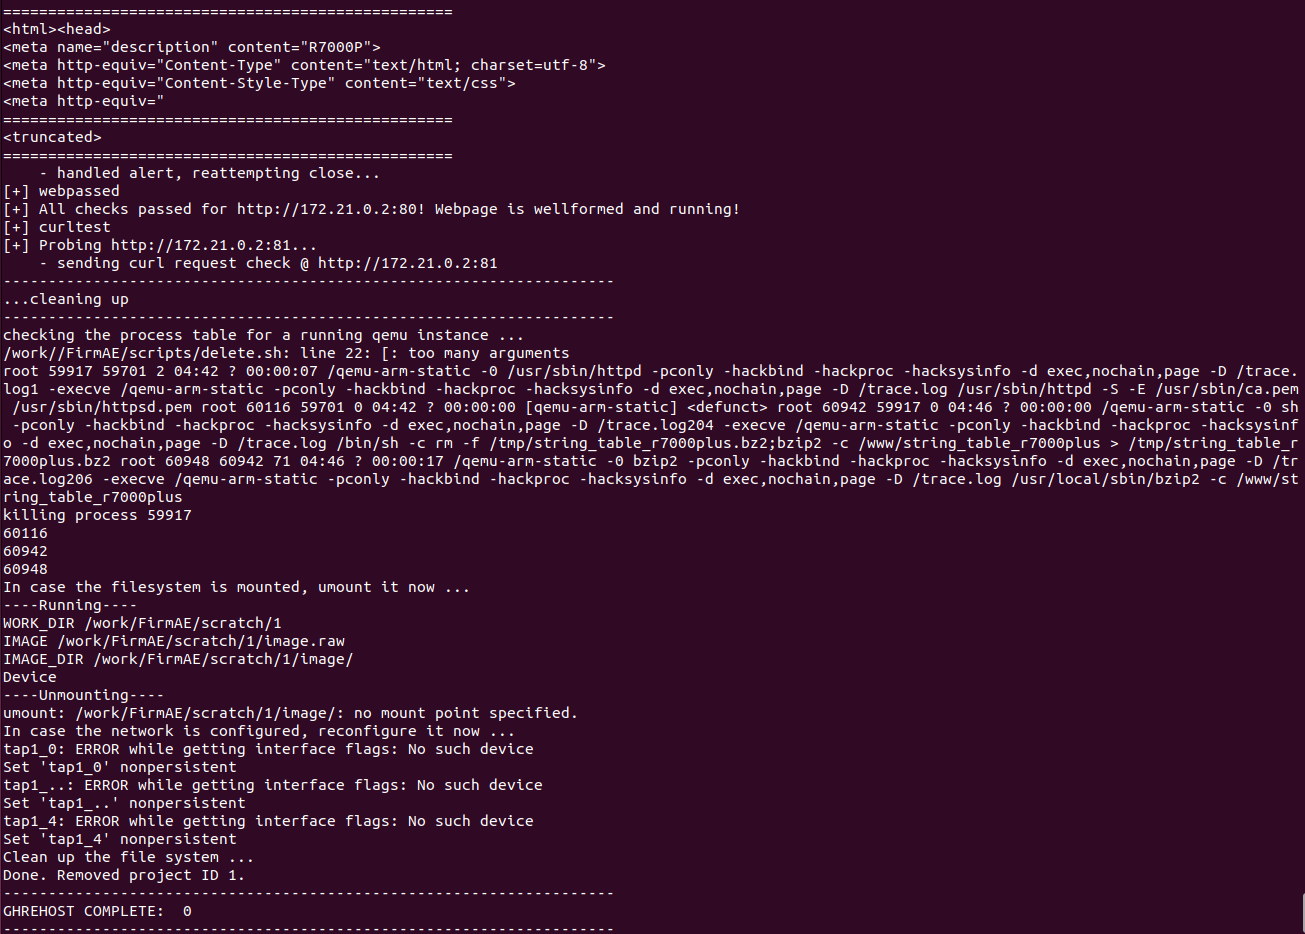 ==================================================
<html><head>
<meta name="description" content="R7000P">
<meta http-equiv="Content-Type" content="text/html; charset=utf-8">
<meta http-equiv="Content-Style-Type" content="text/css">
<meta http-equiv="
==================================================
<truncated>
==================================================
    - handled alert, reattempting close...
[+] webpassed
[+] All checks passed for http://172.21.0.2:80! Webpage is wellformed and running!
[+] curltest
[+] Probing http://172.21.0.2:81...
    - sending curl request check @ http://172.21.0.2:81
--------------------------------------------------------------------
...cleaning up
--------------------------------------------------------------------
checking the process table for a running qemu instance ...
/work//FirmAE/scripts/delete.sh: line 22: [: too many arguments
root 59917 59701 2 04:42 ? 00:00:07 /qemu-arm-static -0 /usr/sbin/httpd -pconly -hackbind -hackproc -hacksysinfo -d exec,nochain,page -D /trace.
log1 -execve /qemu-arm-static -pconly -hackbind -hackproc -hacksysinfo -d exec,nochain,page -D /trace.log /usr/sbin/httpd -S -E /usr/sbin/ca.pem
 /usr/sbin/httpsd.pem root 60116 59701 0 04:42 ? 00:00:00 [qemu-arm-static] <defunct> root 60942 59917 0 04:46 ? 00:00:00 /qemu-arm-static -0 sh
 -pconly -hackbind -hackproc -hacksysinfo -d exec,nochain,page -D /trace.log204 -execve /qemu-arm-static -pconly -hackbind -hackproc -hacksysinf
o -d exec,nochain,page -D /trace.log /bin/sh -c rm -f /tmp/string_table_r7000plus.bz2;bzip2 -c /www/string_table_r7000plus > /tmp/string_table_r
7000plus.bz2 root 60948 60942 71 04:46 ? 00:00:17 /qemu-arm-static -0 bzip2 -pconly -hackbind -hackproc -hacksysinfo -d exec,nochain,page -D /tr
ace.log206 -execve /qemu-arm-static -pconly -hackbind -hackproc -hacksysinfo -d exec,nochain,page -D /trace.log /usr/local/sbin/bzip2 -c /www/st
ring_table_r7000plus
killing process 59917
60116
60942
60948
In case the filesystem is mounted, umount it now ...
----Running----
WORK_DIR /work/FirmAE/scratch/1
IMAGE /work/FirmAE/scratch/1/image.raw
IMAGE_DIR /work/FirmAE/scratch/1/image/
Device
----Unmounting----
umount: /work/FirmAE/scratch/1/image/: no mount point specified.
In case the network is configured, reconfigure it now ...
tap1_0: ERROR while getting interface flags: No such device
Set 'tap1_0' nonpersistent
tap1_..: ERROR while getting interface flags: No such device
Set 'tap1_..' nonpersistent
tap1_4: ERROR while getting interface flags: No such device
Set 'tap1_4' nonpersistent
Clean up the file system ...
Done. Removed project ID 1.
--------------------------------------------------------------------
GHREHOST COMPLETE:  0
--------------------------------------------------------------------